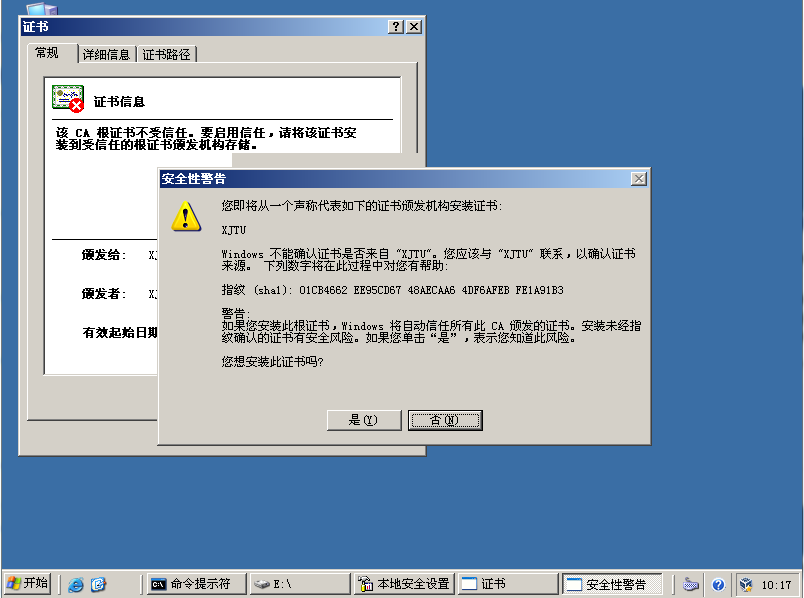 证书
常规
详细信息
证书路径
证书信息
该 CA 根证书不受信任。要启用信任，请将该证书安
装到受信任的根证书颁发机构存储。
颁发给:
颁发者:
有效起始日期
安全性警告
您即将从一个声称代表如下的证书颁发机构安装证书:
XJTU
Windows 不能确认证书是否来自 “XJTU”。您应该与 “XJTU” 联系，以确认证书
来源。 下列数字将在此过程中对您有帮助:
指纹 (sha1): 01CB4662 EE95CD67 48AECAA6 4DF6AFEB FE1A91B3
警告:
如果您安装此根证书，Windows 将自动信任所有此 CA 颁发的证书。安装未经指
纹确认的证书有安全风险。如果您单击“是”，表示您知道此风险。
您想安装此证书吗?
是(Y)
否(N)
开始
命令提示符
E:\
本地安全设置
证书
安全性警告
10:17